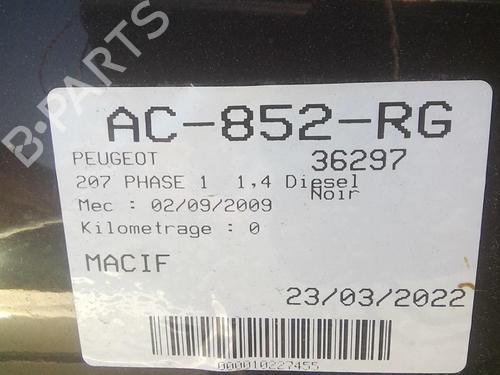 AC-852-RG
PEUGEOT 36297
207 PHASE 1 1,4 Diesel
Noir
Mec : 02/09/2009
Kilometrage : 0
MACIF
23/03/2022
000010227455
B-PARTS